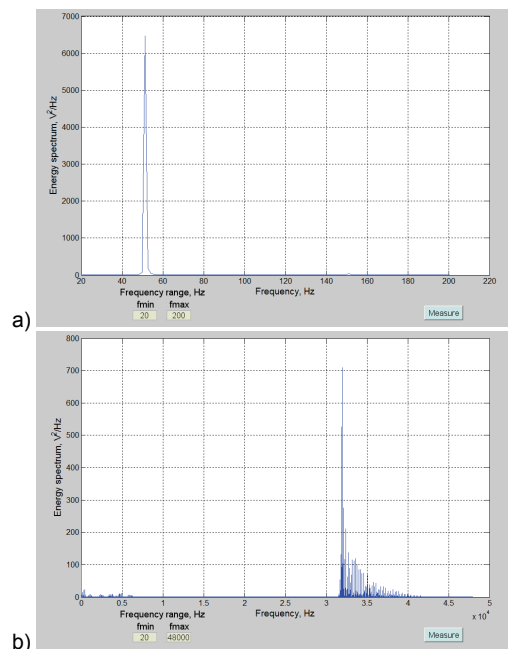 7000
6000
5000
4000
3000
2000
1000
0
Energy spectrum, V²/Hz
20 40 60 80 100 120 140 160 180 200 220
Frequency range, Hz Frequency, Hz
fmin fmax
20 200
Measure
a)
800
700
600
500
400
300
200
100
0
Energy spectrum, V²/Hz
0 0.5 1 1.5 2 2.5 3 3.5 4 4.5 5
x 10⁴
Frequency range, Hz Frequency, Hz
fmin fmax
20 48000
Measure
b)